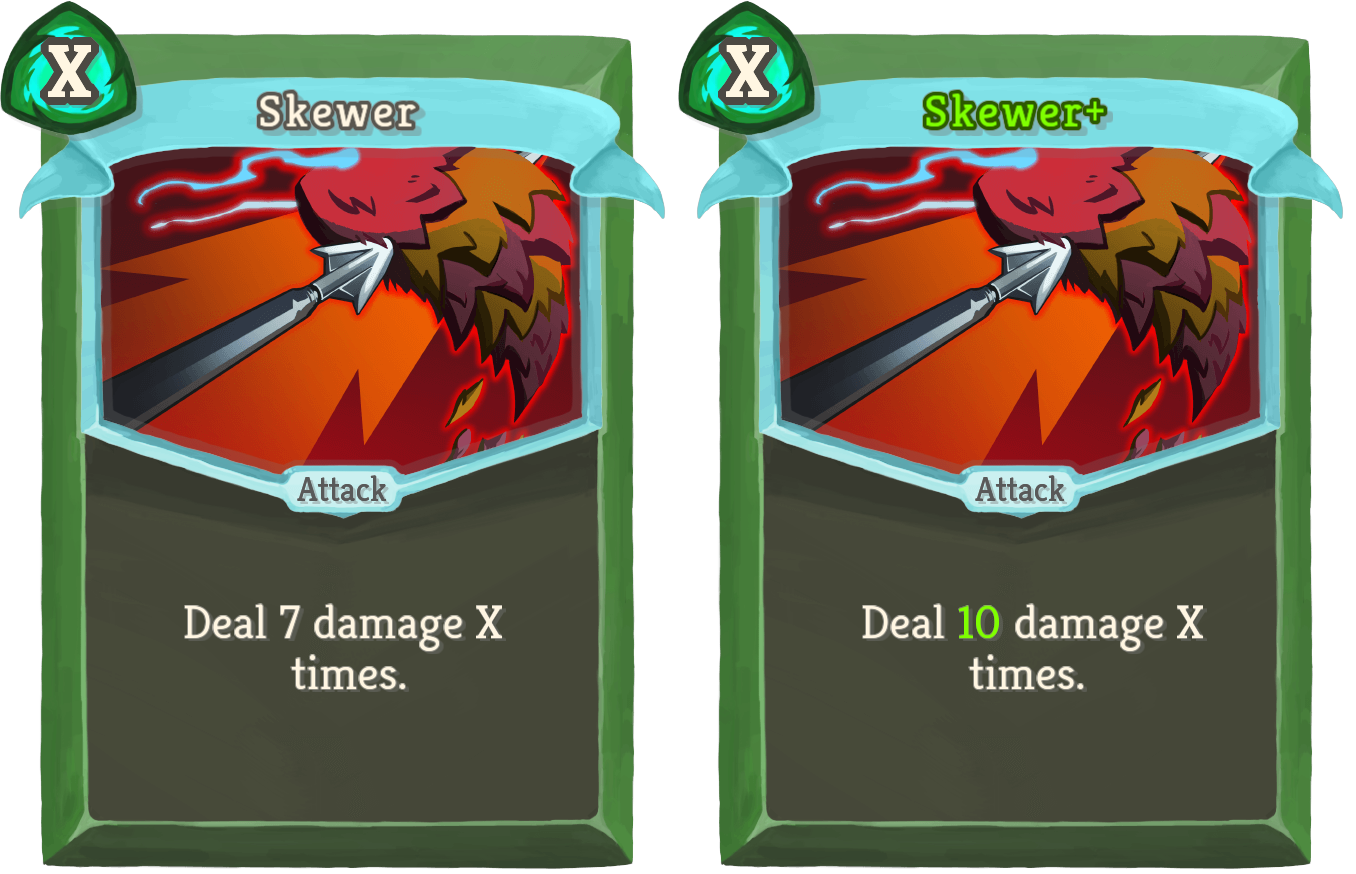 X
Skewer
Attack
Deal 7 damage X
times.
X
Skewer+
Attack
Deal 10 damage X
times.